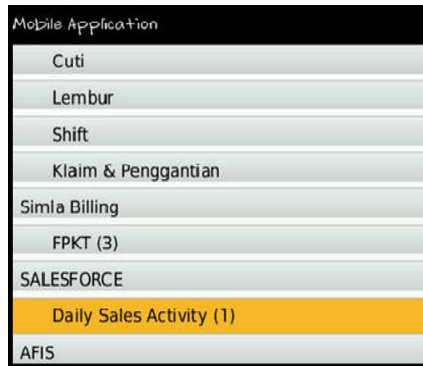 Mobile Application
Cuti
Lembur
Shift
Klaim & Penggantian
Simla Billing
FPKT (3)
SALESFORCE
Daily Sales Activity (1)
AFIS